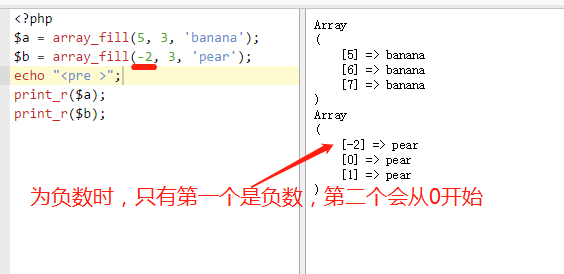 <?php
$a = array_fill(5, 3, 'banana');
$b = array_fill(-2, 3, 'pear');
echo "<pre >";
print_r($a);
print_r($b);
Array
(
[5] => banana
[6] => banana
[7] => banana
)
Array
(
[-2] => pear
[0] => pear
[1] => pear
)
为负数时，只有第一个是负数，第二个会从0开始